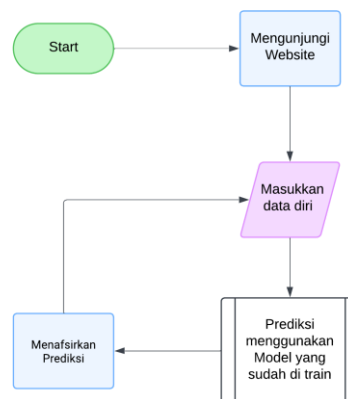 Start
Mengunjungi
Website
Masukkan
data diri
Prediksi
menggunakan
Model yang
sudah di train
Menafsirkan
Prediksi